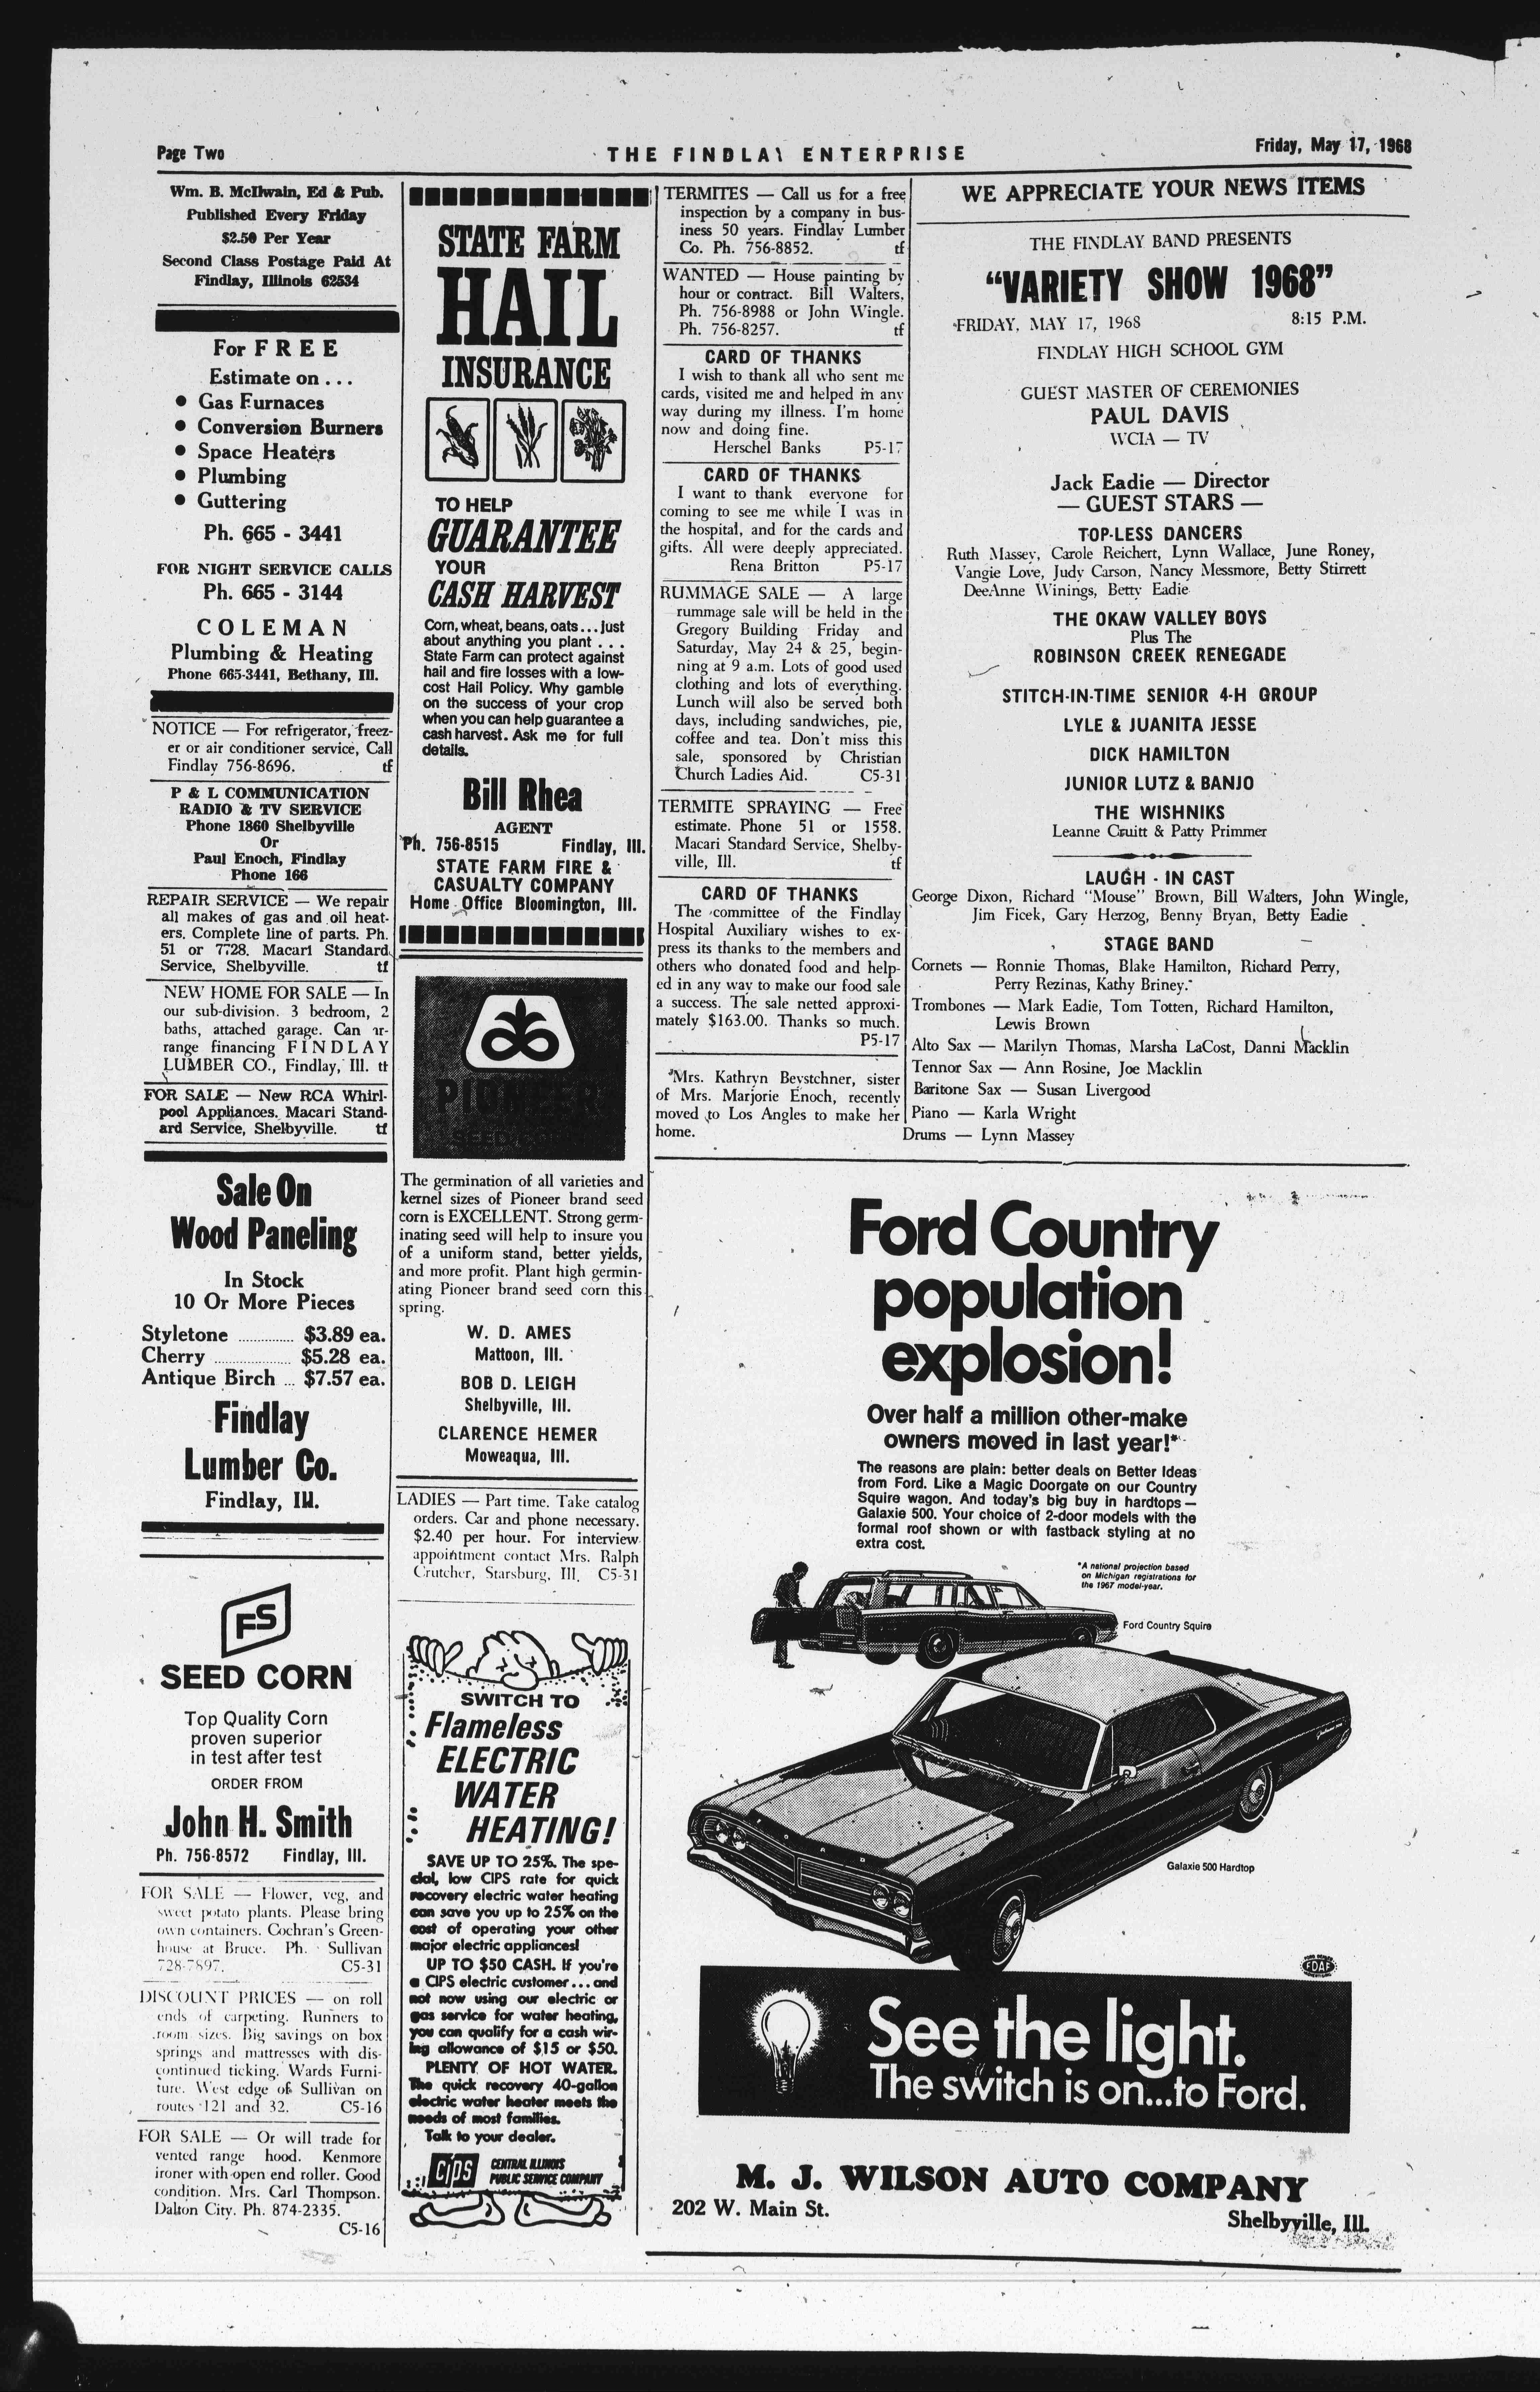 Page Two
THE FINDLAY ENTERPRISE
Friday, May 17, 1968
Wm. B. McIlwain, Ed & Pub.
Published Every Friday
$2.50 Per Year
Second Class Postage Paid At
Findlay, Illinois 62534
For FREE
Estimate on . . .
● Gas Furnaces
● Conversion Burners
● Space Heaters
● Plumbing
● Guttering
Ph. 665 - 3441
FOR NIGHT SERVICE CALLS
Ph. 665 - 3144
COLEMAN
Plumbing & Heating
Phone 665-3441, Bethany, Ill.
NOTICE — For refrigerator, freez-
er or air conditioner service, Call
Findlay 756-8696. tf
P & L COMMUNICATION
RADIO & TV SERVICE
Phone 1860 Shelbyville
Or
Paul Enoch, Findlay
Phone 166
REPAIR SERVICE — We repair
all makes of gas and oil heat-
ers. Complete line of parts. Ph.
51 or 7728. Macari Standard
Service, Shelbyville. tf
NEW HOME FOR SALE — In
our sub-division. 3 bedroom, 2
baths, attached garage. Can ar-
range financing FINDLAY
LUMBER CO., Findlay, Ill. tt
FOR SALE — New RCA Whirl-
pool Appliances. Macari Stand-
ard Service, Shelbyville. tf
Sale On
Wood Paneling
In Stock
10 Or More Pieces
Styletone .............. $3.89 ea.
Cherry ................... $5.28 ea.
Antique Birch ... $7.57 ea.
Findlay
Lumber Co.
Findlay, Ill.
FS
SEED CORN
Top Quality Corn
proven superior
in test after test
ORDER FROM
John H. Smith
Ph. 756-8572 Findlay, Ill.
FOR SALE — Flower, veg, and
sweet potato plants. Please bring
own containers. Cochran's Green-
house at Bruce. Ph. Sullivan
728-7897. C5-31
DISCOUNT PRICES — on roll
ends of carpeting. Runners to
room sizes. Big savings on box
springs and mattresses with dis-
continued ticking. Wards Furni-
ture. West edge of Sullivan on
routes 121 and 32. C5-16
FOR SALE — Or will trade for
vented range hood. Kenmore
ironer with open end roller. Good
condition. Mrs. Carl Thompson.
Dalton City. Ph. 874-2335.
C5-16
STATE FARM
HAIL
INSURANCE
TO HELP
GUARANTEE
YOUR
CASH HARVEST
Corn, wheat, beans, oats . . . just
about anything you plant . . .
State Farm can protect against
hail and fire losses with a low-
cost Hail Policy. Why gamble
on the success of your crop
when you can help guarantee a
cash harvest. Ask me for full
details.
Bill Rhea
AGENT
Ph. 756-8515 Findlay, Ill.
STATE FARM FIRE &
CASUALTY COMPANY
Home Office Bloomington, Ill.
PIONEER
SEED CORN
The germination of all varieties and
kernel sizes of Pioneer brand seed
corn is EXCELLENT. Strong germ-
inating seed will help to insure you
of a uniform stand, better yields,
and more profit. Plant high germin-
ating Pioneer brand seed corn this
spring.
W. D. AMES
Mattoon, Ill.
BOB D. LEIGH
Shelbyville, Ill.
CLARENCE HEMER
Moweaqua, Ill.
LADIES — Part time. Take catalog
orders. Car and phone necessary.
$2.40 per hour. For interview
appointment contact Mrs. Ralph
Crutcher, Starsburg, Ill. C5-31
SWITCH TO
Flameless
ELECTRIC
WATER
HEATING!
SAVE UP TO 25%. The spe-
cial, low CIPS rate for quick
recovery electric water heating
can save you up to 25% on the
cost of operating your other
major electric appliances!
UP TO $50 CASH. If you're
a CIPS electric customer . . . and
not now using our electric or
gas service for water heating,
you can qualify for a cash wir-
ing allowance of $15 or $50.
PLENTY OF HOT WATER.
The quick recovery 40-gallon
electric water heater meets the
needs of most families.
Talk to your dealer.
CIPS
CENTRAL ILLINOIS
PUBLIC SERVICE COMPANY
TERMITES — Call us for a free
inspection by a company in bus-
iness 50 years. Findlay Lumber
Co. Ph. 756-8852. tf
WANTED — House painting by
hour or contract. Bill Walters,
Ph. 756-8988 or John Wingle.
Ph. 756-8257. tf
CARD OF THANKS
I wish to thank all who sent me
cards, visited me and helped in any
way during my illness. I'm home
now and doing fine.
Herschel Banks P5-17
CARD OF THANKS
I want to thank everyone for
coming to see me while I was in
the hospital, and for the cards and
gifts. All were deeply appreciated.
Rena Britton P5-17
RUMMAGE SALE — A large
rummage sale will be held in the
Gregory Building Friday and
Saturday, May 24 & 25, begin-
ning at 9 a.m. Lots of good used
clothing and lots of everything.
Lunch will also be served both
days, including sandwiches, pie,
coffee and tea. Don't miss this
sale, sponsored by Christian
Church Ladies Aid. C5-31
TERMITE SPRAYING — Free
estimate. Phone 51 or 1558.
Macari Standard Service, Shelby-
ville, Ill. tf
CARD OF THANKS
The committee of the Findlay
Hospital Auxiliary wishes to ex-
press its thanks to the members and
others who donated food and help-
ed in any way to make our food sale
a success. The sale netted approxi-
mately $163.00. Thanks so much.
P5-17
Mrs. Kathryn Beystchner, sister
of Mrs. Marjorie Enoch, recently
moved to Los Angles to make her
home.
WE APPRECIATE YOUR NEWS ITEMS
THE FINDLAY BAND PRESENTS
"VARIETY SHOW 1968"
FRIDAY, MAY 17, 1968 8:15 P.M.
FINDLAY HIGH SCHOOL GYM
GUEST MASTER OF CEREMONIES
PAUL DAVIS
WCIA — TV
Jack Eadie — Director
— GUEST STARS —
TOP-LESS DANCERS
Ruth Massey, Carole Reichert, Lynn Wallace, June Roney,
Vangie Love, Judy Carson, Nancy Messmore, Betty Stirrett
DeeAnne Winings, Betty Eadie
THE OKAW VALLEY BOYS
Plus The
ROBINSON CREEK RENEGADE
STITCH-IN-TIME SENIOR 4-H GROUP
LYLE & JUANITA JESSE
DICK HAMILTON
JUNIOR LUTZ & BANJO
THE WISHNIKS
Leanne Cruitt & Patty Primmer
LAUGH - IN CAST
George Dixon, Richard "Mouse" Brown, Bill Walters, John Wingle,
Jim Ficek, Gary Herzog, Benny Bryan, Betty Eadie
STAGE BAND
Cornets — Ronnie Thomas, Blake Hamilton, Richard Perry,
Perry Rezinas, Kathy Briney.
Trombones — Mark Eadie, Tom Totten, Richard Hamilton,
Lewis Brown
Alto Sax — Marilyn Thomas, Marsha LaCost, Danni Macklin
Tennor Sax — Ann Rosine, Joe Macklin
Baritone Sax — Susan Livergood
Piano — Karla Wright
Drums — Lynn Massey
Ford Country
population
explosion!
Over half a million other-make
owners moved in last year!*
The reasons are plain: better deals on Better Ideas
from Ford. Like a Magic Doorgate on our Country
Squire wagon. And today's big buy in hardtops —
Galaxie 500. Your choice of 2-door models with the
formal roof shown or with fastback styling at no
extra cost.
*A national projection based
on Michigan registrations for
the 1967 model-year.
Ford Country Squire
Galaxie 500 Hardtop
FDAF
See the light.
The switch is on...to Ford.
M. J. WILSON AUTO COMPANY
202 W. Main St.
Shelbyville, Ill.